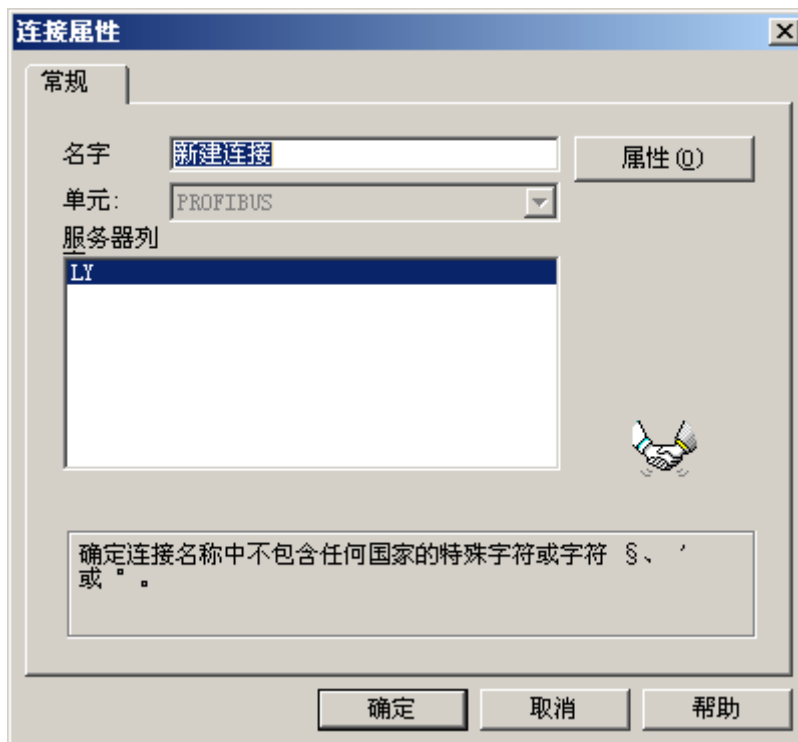 连接属性
常规
名字
新建连接
属性(O)
单元:
PROFIBUS
服务器列
LY
确定连接名称中不包含任何国家的特殊字符或字符 §、 ′
或 ° 。
确定
取消
帮助